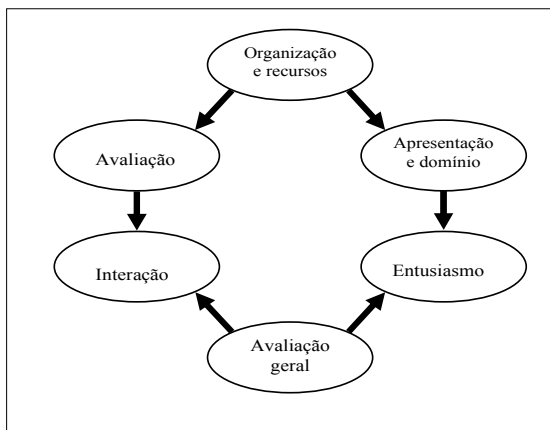 Organização
e recursos
Avaliação
Apresentação
e domínio
Interação
Entusiasmo
Avaliação
geral